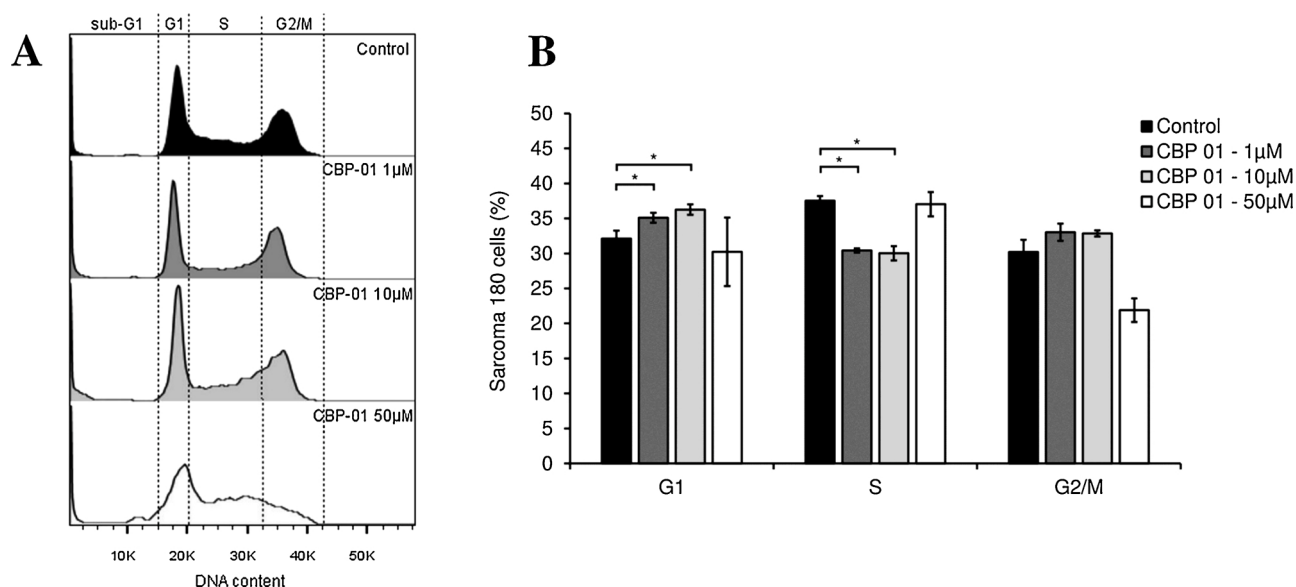 A
sub-G1 G1 S G2/M
Control
CBP-01 1µM
CBP-01 10µM
CBP-01 50µM
10K 20K 30K 40K 50K
DNA content
B
50
45
40
35
30
25
20
15
10
5
0
Sarcoma 180 cells (%)
* * * *
G1 S G2/M
Control
CBP 01 - 1µM
CBP 01 - 10µM
CBP 01 - 50µM